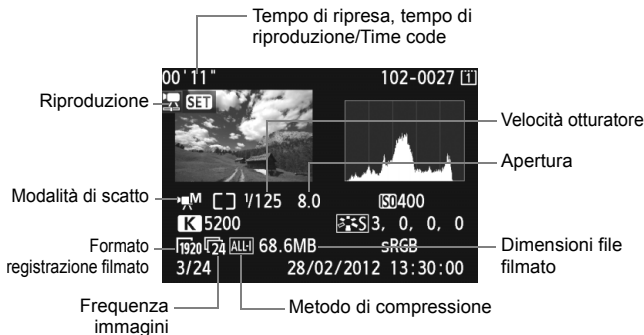 Tempo di ripresa, tempo di
riproduzione/Time code
00'11"
102-0027
Riproduzione
SET
Velocità otturatore
Apertura
Modalità di scatto
M
1/125
8.0
ISO400
K 5200
S 3, 0, 0, 0
Formato
registrazione filmato
1920
24
ALL-I
68.6MB
sRGB
Dimensioni file
filmato
3/24
28/02/2012 13:30:00
Frequenza
immagini
Metodo di compressione